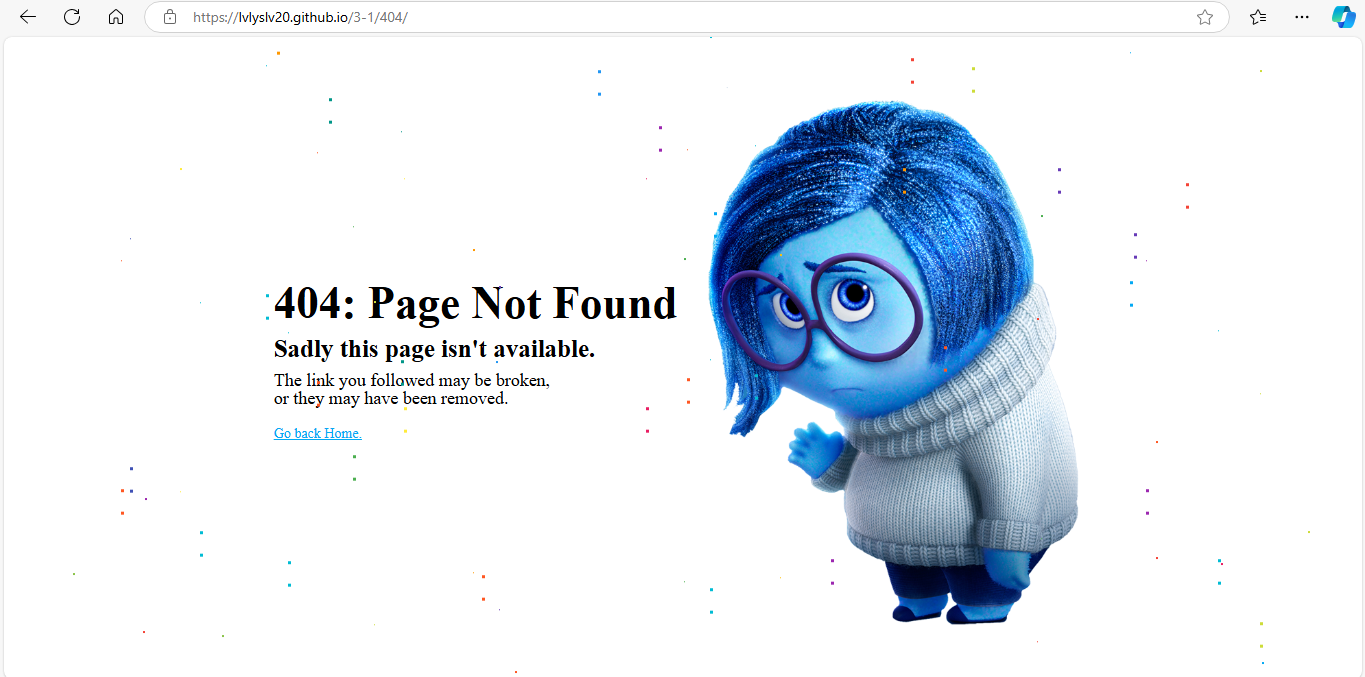 https://lvlyslv20.github.io/3-1/404/
404: Page Not Found
Sadly this page isn't available.
The link you followed may be broken,
or they may have been removed.
Go back Home.